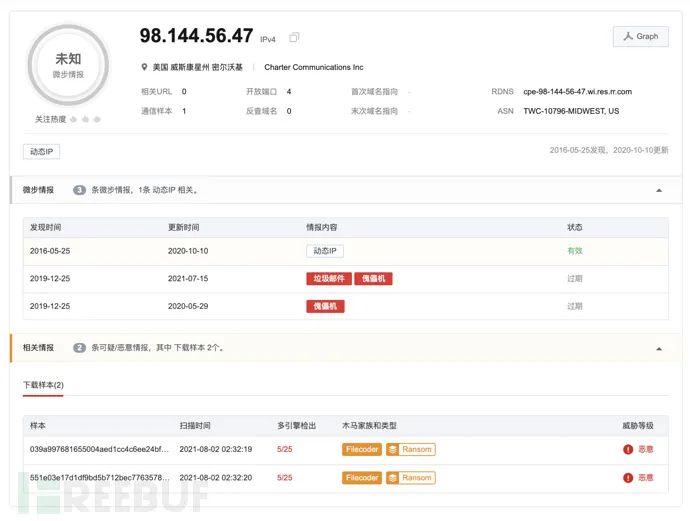 98.144.56.47 IPv4
Graph
未知
微步情报
美国 威斯康星州 密尔沃基 Charter Communications Inc
相关URL 0 开放端口 4 首次域名指向 - RDNS cpe-98-144-56-47.wi.res.rr.com
通信样本 1 反查域名 0 末次域名指向 - ASN TWC-10796-MIDWEST, US
关注热度
动态IP 2016-05-25发现，2020-10-10更新
微步情报 3 条微步情报，1条 动态IP 相关。
发现时间 更新时间 情报内容 状态
2016-05-25 2020-10-10 动态IP 有效
2019-12-25 2021-07-15 垃圾邮件 傀儡机 过期
2019-12-25 2020-05-29 傀儡机 过期
相关情报 2 条可疑/恶意情报，其中 下载样本 2个。
下载样本(2)
样本 扫描时间 多引擎检出 木马家族和类型 威胁等级
039a997681655004aed1cc4c6ee24bf... 2021-08-02 02:32:19 5/25 Filecoder Ransom 恶意
551e03e17d1df9bd5b712bec7763578... 2021-08-02 02:32:20 5/25 Filecoder Ransom 恶意
FREEBUF